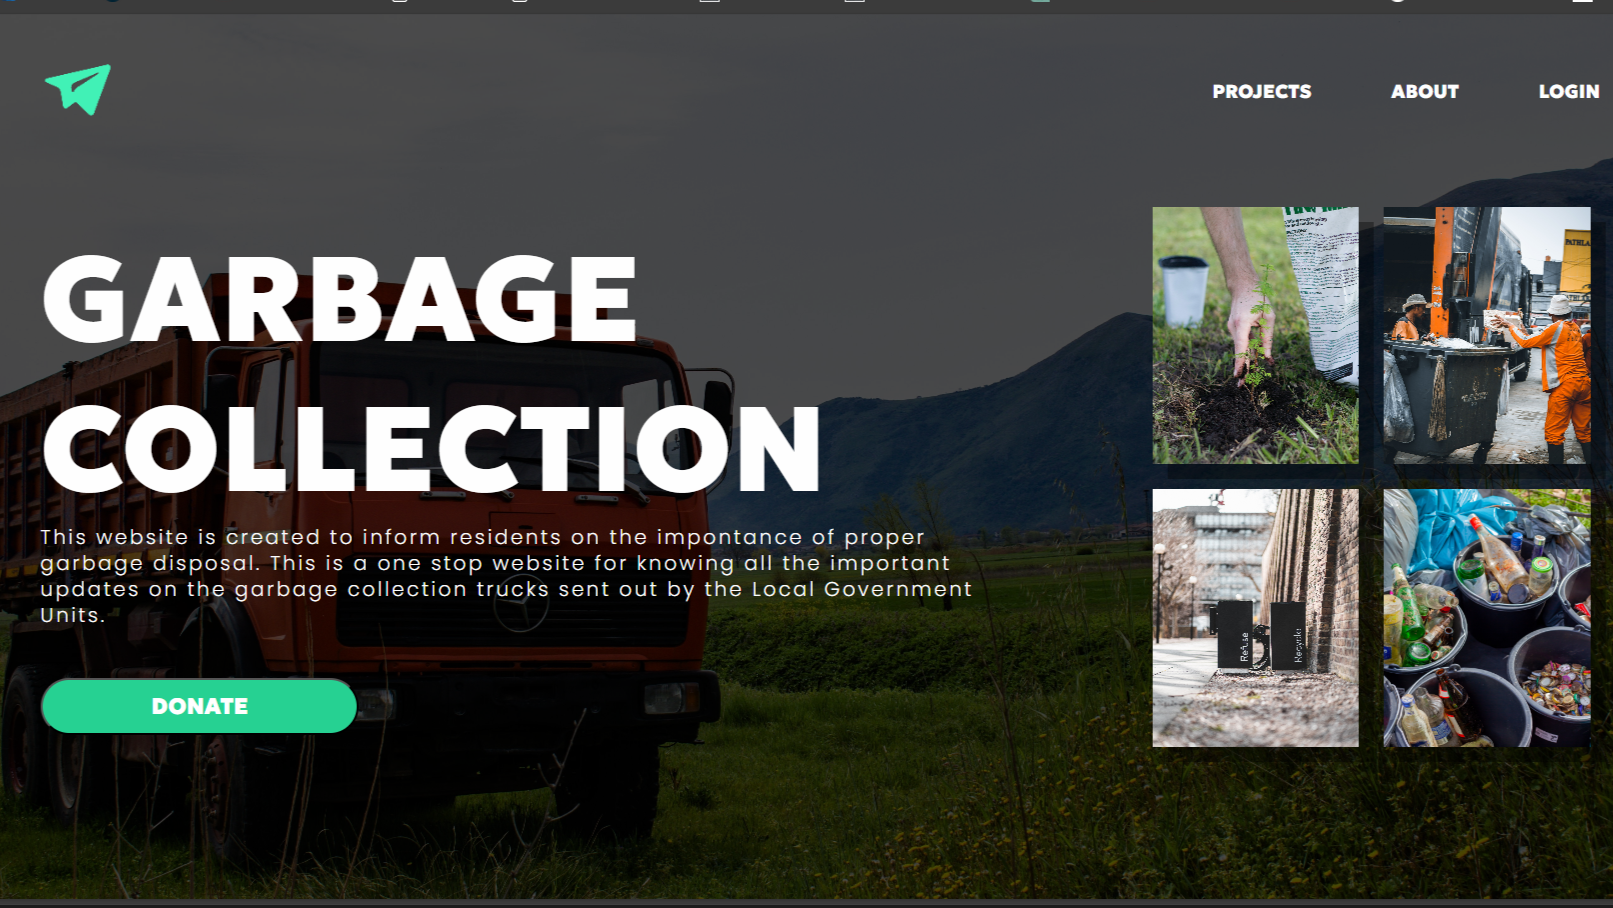 PROJECTS ABOUT LOGIN
GARBAGE
COLLECTION
This website is created to inform residents on the impontance of proper
garbage disposal. This is a one stop website for knowing all the important
updates on the garbage collection trucks sent out by the Local Government
Units.
DONATE
Refuse
Recycle